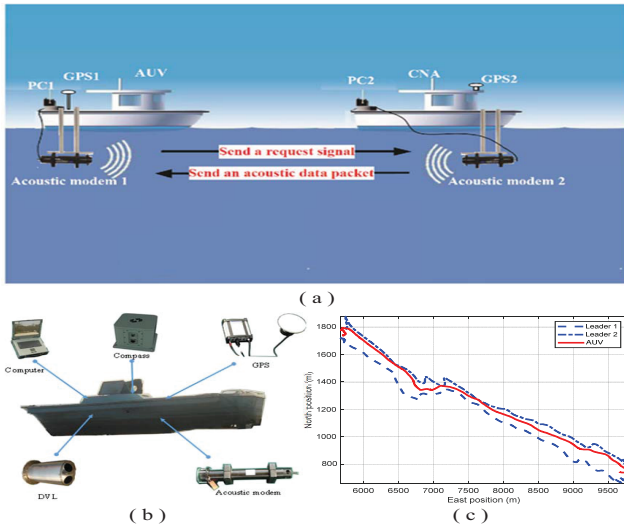 PC1
GPS1
AUV
PC2
CNA
GPS2
Send a request signal
Send an acoustic data packet
Acoustic modem 1
Acoustic modem 2
( a )
Computer
Compass
GPS
DVL
Acoustic modem
( b )
Leader 1
Leader 2
AUV
North position (m)
1800
1600
1400
1200
1000
800
6000 6500 7000 7500 8000 8500 9000 9500
East position (m)
( c )